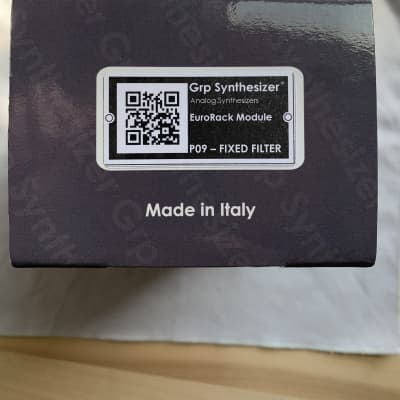 Grp Synthesizer®
Analog Synthesizers
EuroRack Module
P09 – FIXED FILTER
Made in Italy